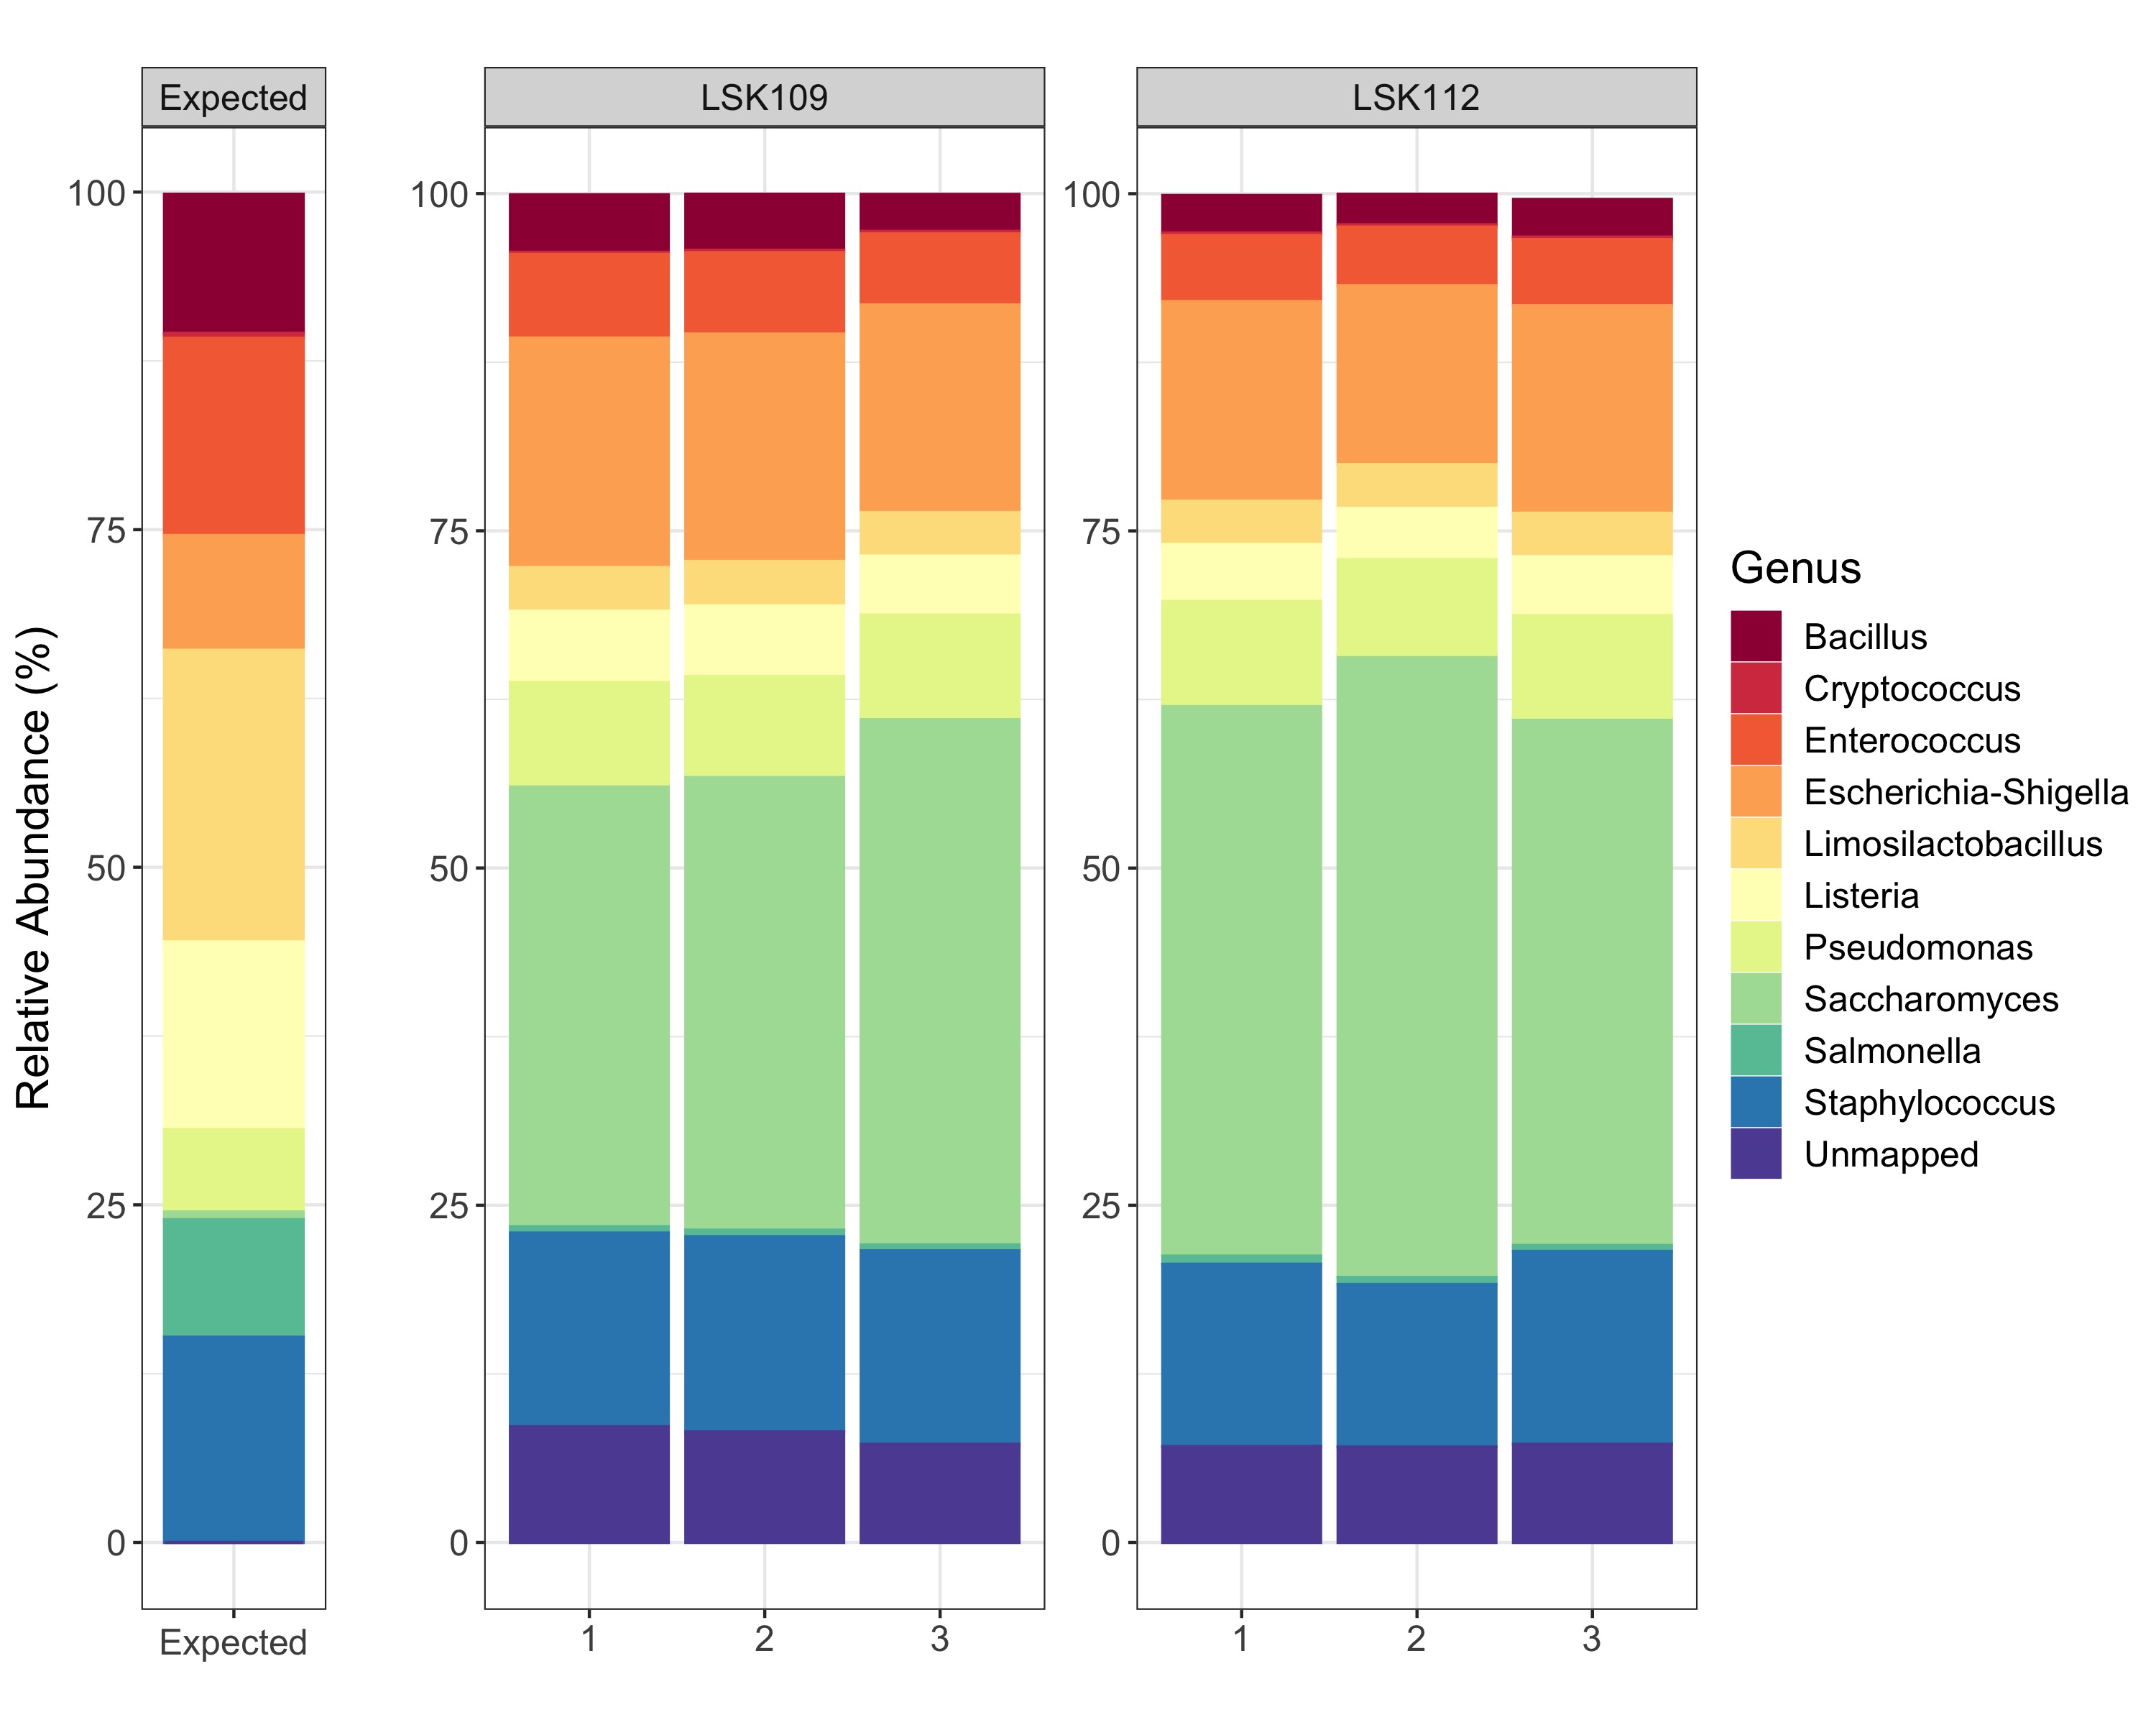 Expected
LSK109
LSK112
Relative Abundance (%)
100
75
50
25
0
100
75
50
25
0
100
75
50
25
0
Expected
1 2 3
1 2 3
Genus
Bacillus
Cryptococcus
Enterococcus
Escherichia-Shigella
Limosilactobacillus
Listeria
Pseudomonas
Saccharomyces
Salmonella
Staphylococcus
Unmapped